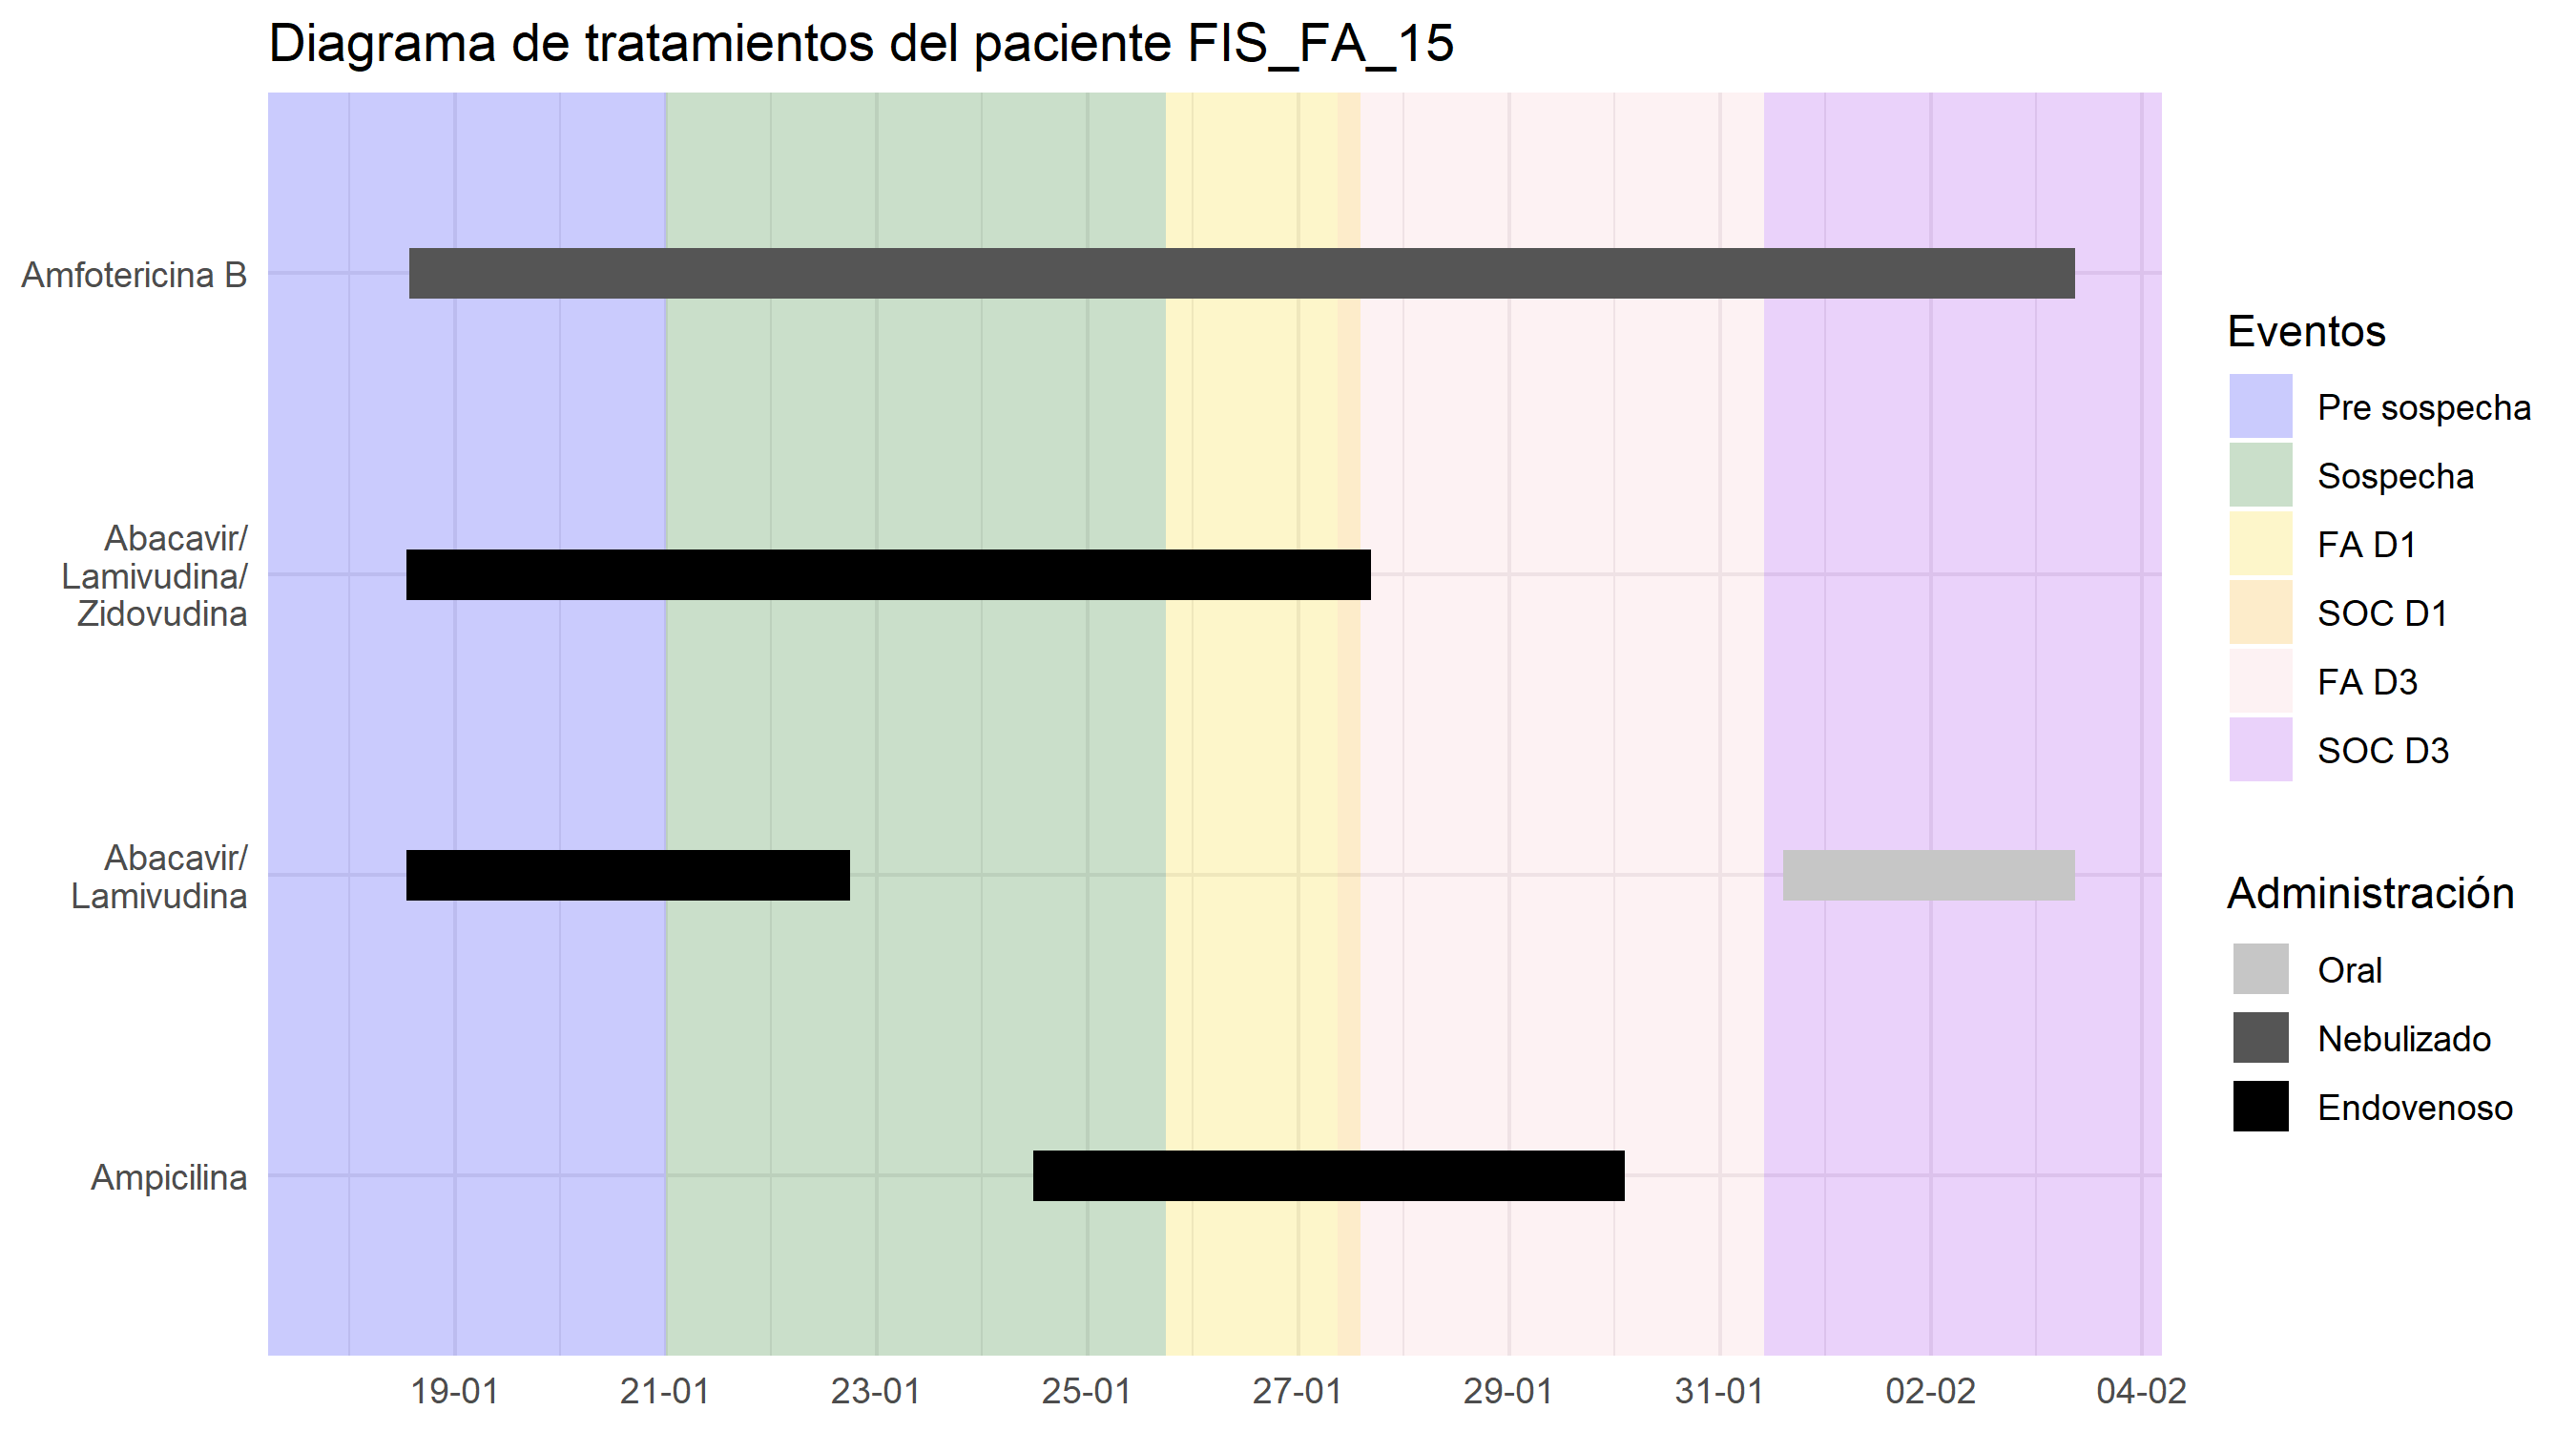 Diagrama de tratamientos del paciente FIS_FA_15
Amfotericina B
Abacavir/
Lamivudina/
Zidovudina
Abacavir/
Lamivudina
Ampicilina
19-01
21-01
23-01
25-01
27-01
29-01
31-01
02-02
04-02
Eventos
Pre sospecha
Sospecha
FA D1
SOC D1
FA D3
SOC D3
Administración
Oral
Nebulizado
Endovenoso